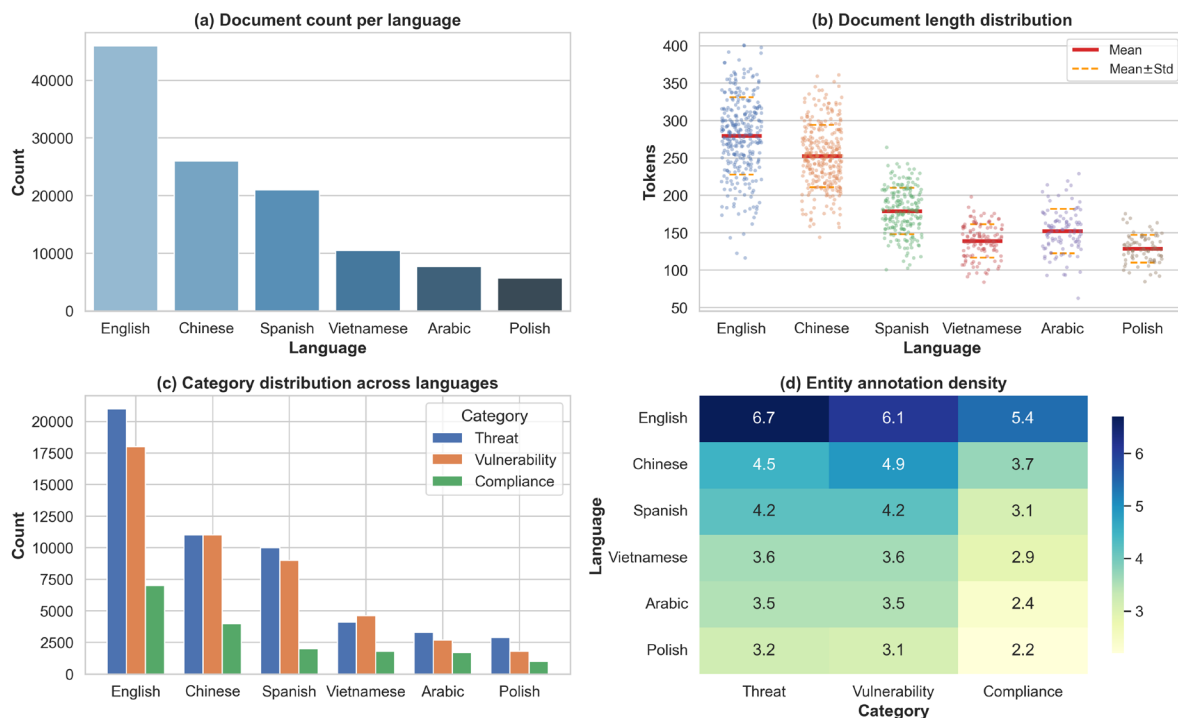 (a) Document count per language
40000
30000
20000
10000
0
Count
English Chinese Spanish Vietnamese Arabic Polish
Language
(b) Document length distribution
400
350
300
250
200
150
100
50
Tokens
Mean
Mean±Std
English Chinese Spanish Vietnamese Arabic Polish
Language
(c) Category distribution across languages
20000
17500
15000
12500
10000
7500
5000
2500
0
Count
Category
Threat
Vulnerability
Compliance
English Chinese Spanish Vietnamese Arabic Polish
(d) Entity annotation density
Language
English 6.7 6.1 5.4
Chinese 4.5 4.9 3.7
Spanish 4.2 4.2 3.1
Vietnamese 3.6 3.6 2.9
Arabic 3.5 3.5 2.4
Polish 3.2 3.1 2.2
Threat Vulnerability Compliance
Category
6
5
4
3